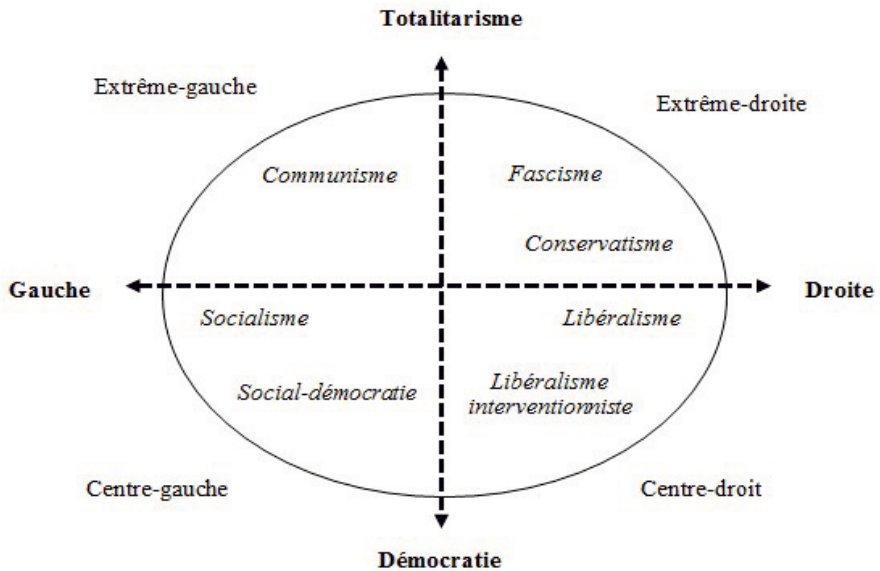 Totalitarisme
Extrême-gauche
Extrême-droite
Communisme
Fascisme
Conservatisme
Gauche
Droite
Socialisme
Libéralisme
Social-démocratie
Libéralisme
interventionniste
Centre-gauche
Centre-droit
Démocratie